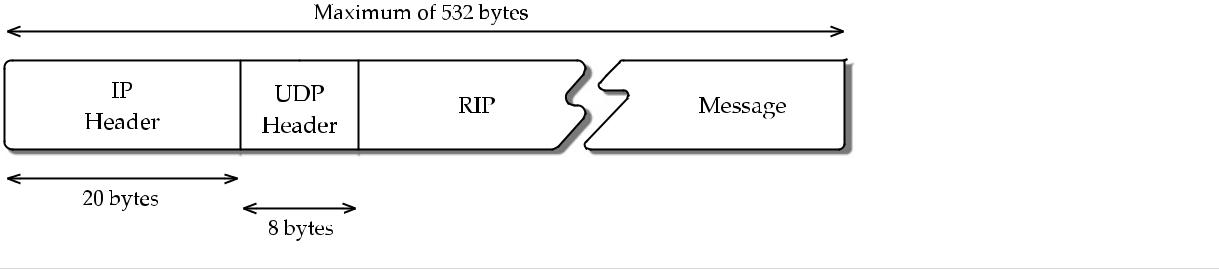 Maximum of 532 bytes
IP
Header
UDP
Header
RIP
Message
20 bytes
8 bytes